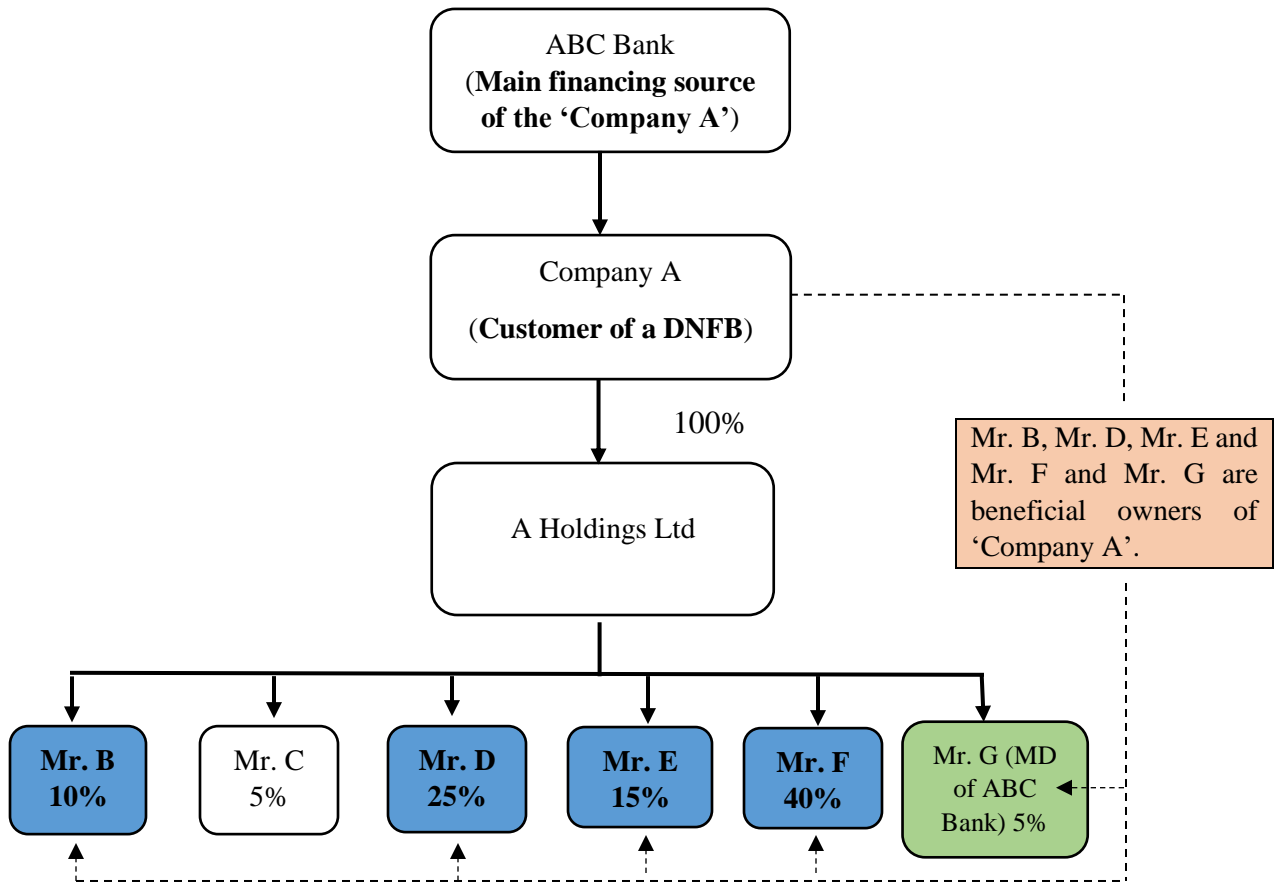 ABC Bank
(Main financing source
of the ‘Company A’)
Company A
(Customer of a DNFB)
100%
Mr. B, Mr. D, Mr. E and
Mr. F and Mr. G are
beneficial owners of
‘Company A’.
A Holdings Ltd
Mr. B
10%
Mr. C
5%
Mr. D
25%
Mr. E
15%
Mr. F
40%
Mr. G (MD
of ABC
Bank) 5%